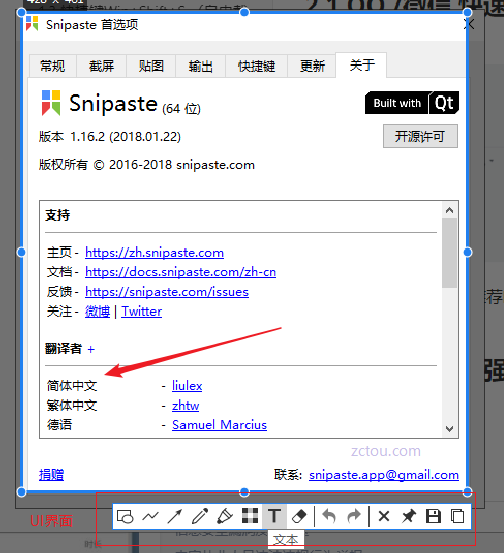 Snipaste 首选项
常规 截屏 贴图 输出 快捷键 更新 关于
Snipaste (64 位)
Built with Qt
版本 1.16.2 (2018.01.22)
开源许可
版权所有 © 2016-2018 snipaste.com
支持
主页 - https://zh.snipaste.com
文档 - https://docs.snipaste.com/zh-cn
反馈 - https://snipaste.com/issues
关注 - 微博 | Twitter
翻译者 +
简体中文 - liulex
繁体中文 - zhtw
德语 - Samuel Marcius
zctou.com
捐赠
联系: snipaste.app@gmail.com
UI界面
T
文本